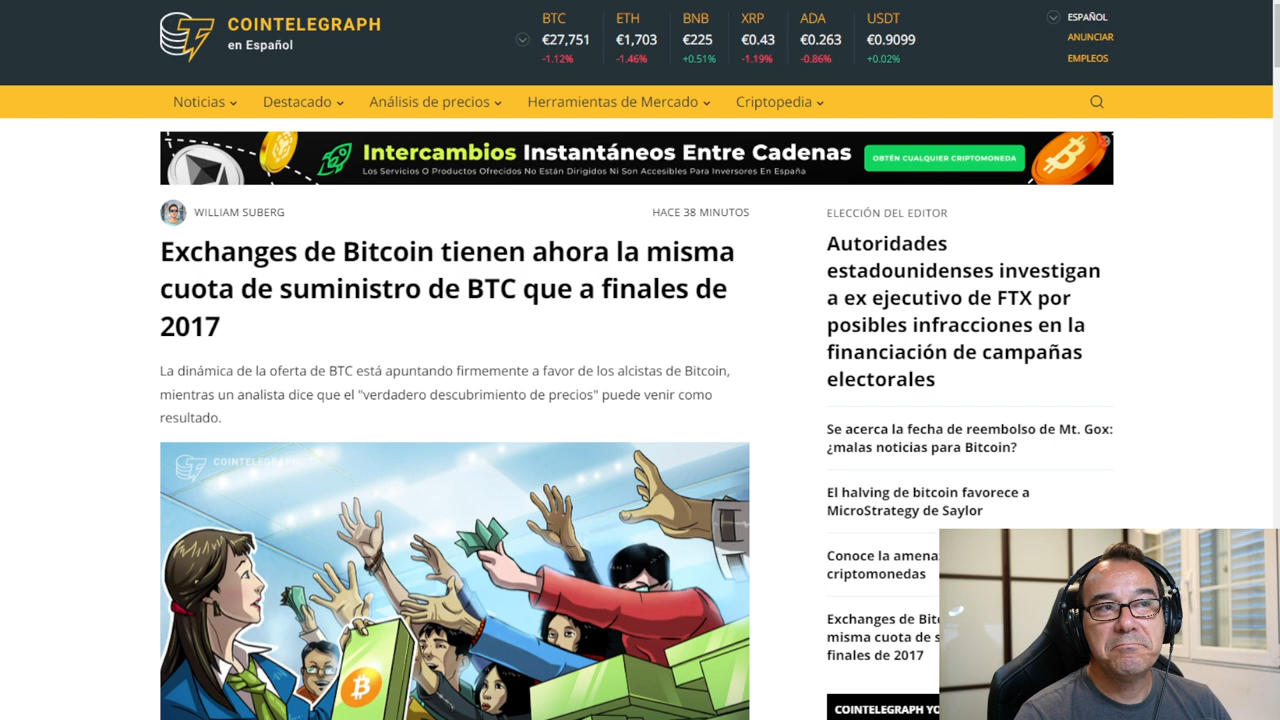 COINTELEGRAPH
en Español
BTC ETH BNB XRP ADA USDT
€27,751 €1,703 €225 €0.43 €0.263 €0.9099
-1.12% -1.46% +0.51% -1.19% -0.86% +0.02%
ESPAÑOL
ANUNCIAR
EMPLEOS
Noticias Destacado Análisis de precios Herramientas de Mercado Criptopedia
Intercambios Instantáneos Entre Cadenas
Los Servicios O Productos Ofrecidos No Están Dirigidos Ni Son Accesibles Para Inversores En España
OBTÉN CUALQUIER CRIPTOMONEDA
WILLIAM SUBERG
HACE 38 MINUTOS
Exchanges de Bitcoin tienen ahora la misma
cuota de suministro de BTC que a finales de
2017
La dinámica de la oferta de BTC está apuntando firmemente a favor de los alcistas de Bitcoin,
mientras un analista dice que el "verdadero descubrimiento de precios" puede venir como
resultado.
COINTELEGRAPH
ELECCIÓN DEL EDITOR
Autoridades
estadounidenses investigan
a ex ejecutivo de FTX por
posibles infracciones en la
financiación de campañas
electorales
Se acerca la fecha de reembolso de Mt. Gox:
¿malas noticias para Bitcoin?
El halving de bitcoin favorece a
MicroStrategy de Saylor
Conoce la amena
criptomonedas
Exchanges de Bit
misma cuota de s
finales de 2017
COINTELEGRAPH YO